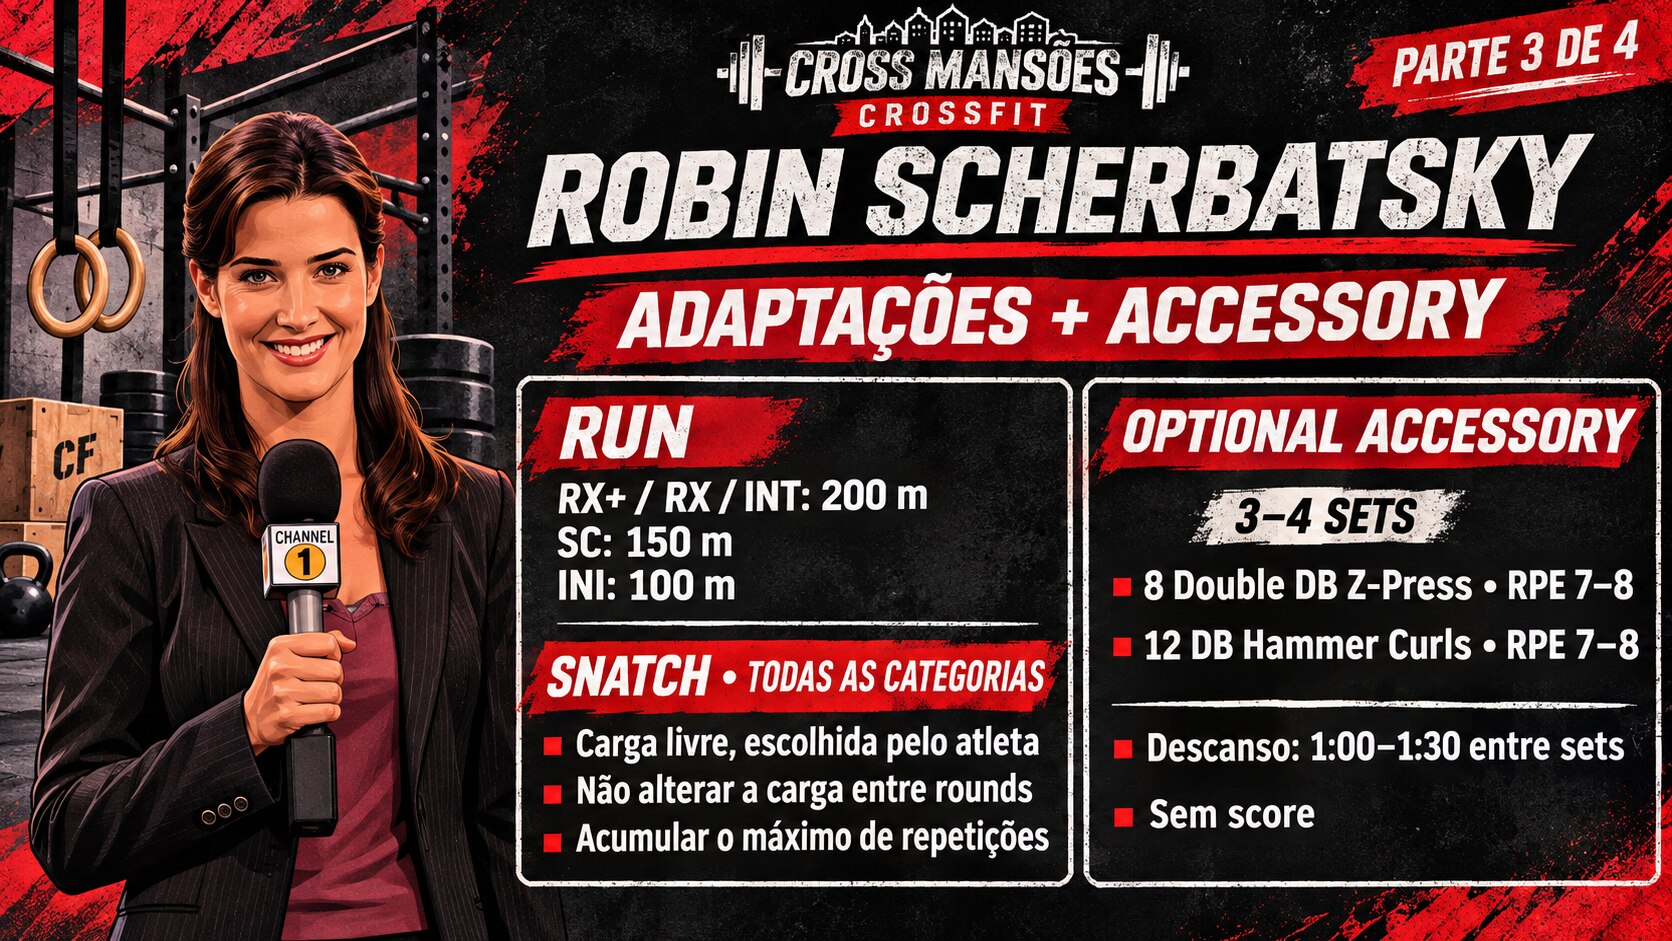 CROSS MANSÕES
CROSSFIT
PARTE 3 DE 4
ROBIN SCHERBATSKY
ADAPTAÇÕES + ACCESSORY
RUN
RX+ / RX / INT: 200 m
SC: 150 m
INI: 100 m
SNATCH • TODAS AS CATEGORIAS
Carga livre, escolhida pelo atleta
Não alterar a carga entre rounds
Acumular o máximo de repetições
OPTIONAL ACCESSORY
3–4 SETS
8 Double DB Z-Press • RPE 7–8
12 DB Hammer Curls • RPE 7–8
Descanso: 1:00–1:30 entre sets
Sem score
CF
CHANNEL
1